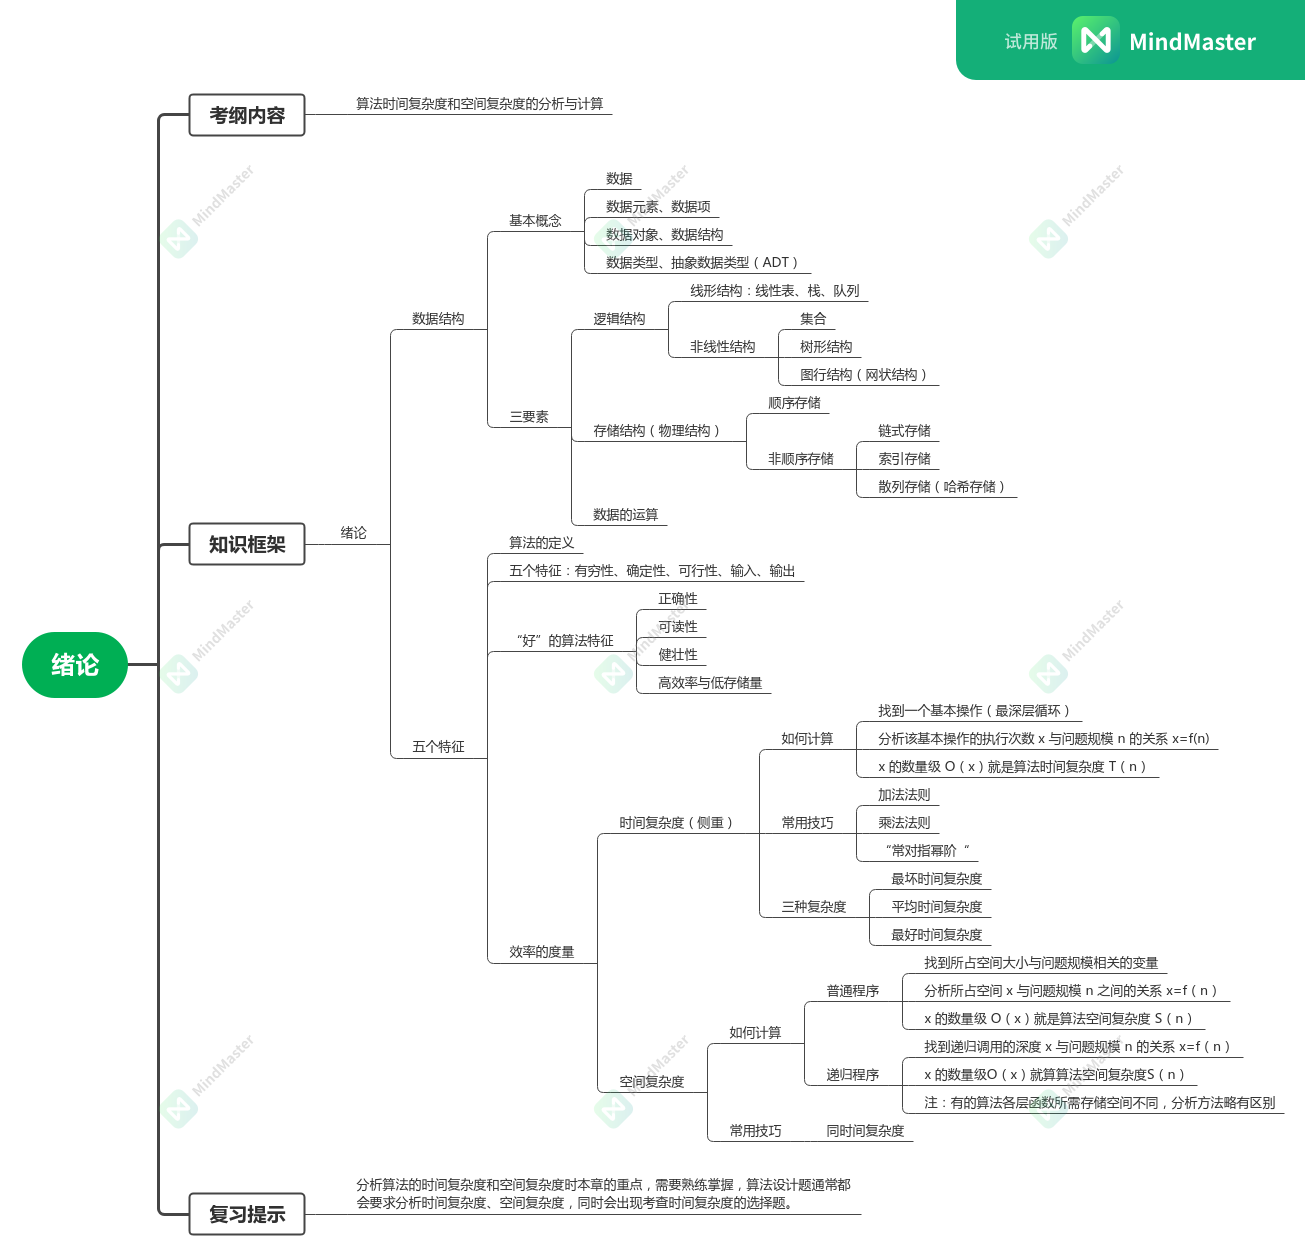 试用版 MindMaster
考纲内容
算法时间复杂度和空间复杂度的分析与计算
知识框架
绪论
数据结构
基本概念
数据
数据元素、数据项
数据对象、数据结构
数据类型、抽象数据类型（ADT）
三要素
逻辑结构
线形结构：线性表、栈、队列
非线性结构
集合
树形结构
图行结构（网状结构）
存储结构（物理结构）
顺序存储
非顺序存储
链式存储
索引存储
散列存储（哈希存储）
数据的运算
五个特征
算法的定义
五个特征：有穷性、确定性、可行性、输入、输出
“好”的算法特征
正确性
可读性
健壮性
高效率与低存储量
效率的度量
时间复杂度（侧重）
如何计算
找到一个基本操作（最深层循环）
分析该基本操作的执行次数 x 与问题规模 n 的关系 x=f(n)
x 的数量级 O（x）就是算法时间复杂度 T（n）
常用技巧
加法法则
乘法法则
“常对指幂阶“
三种复杂度
最坏时间复杂度
平均时间复杂度
最好时间复杂度
空间复杂度
如何计算
普通程序
找到所占空间大小与问题规模相关的变量
分析所占空间 x 与问题规模 n 之间的关系 x=f（n）
x 的数量级 O（x）就是算法空间复杂度 S（n）
递归程序
找到递归调用的深度 x 与问题规模 n 的关系 x=f（n）
x 的数量级O（x）就算算法空间复杂度S（n）
注：有的算法各层函数所需存储空间不同，分析方法略有区别
常用技巧
同时间复杂度
绪论
复习提示
分析算法的时间复杂度和空间复杂度时本章的重点，需要熟练掌握，算法设计题通常都
会要求分析时间复杂度、空间复杂度，同时会出现考查时间复杂度的选择题。
MindMaster
MindMaster
MindMaster
MindMaster
MindMaster
MindMaster
MindMaster
MindMaster
MindMaster